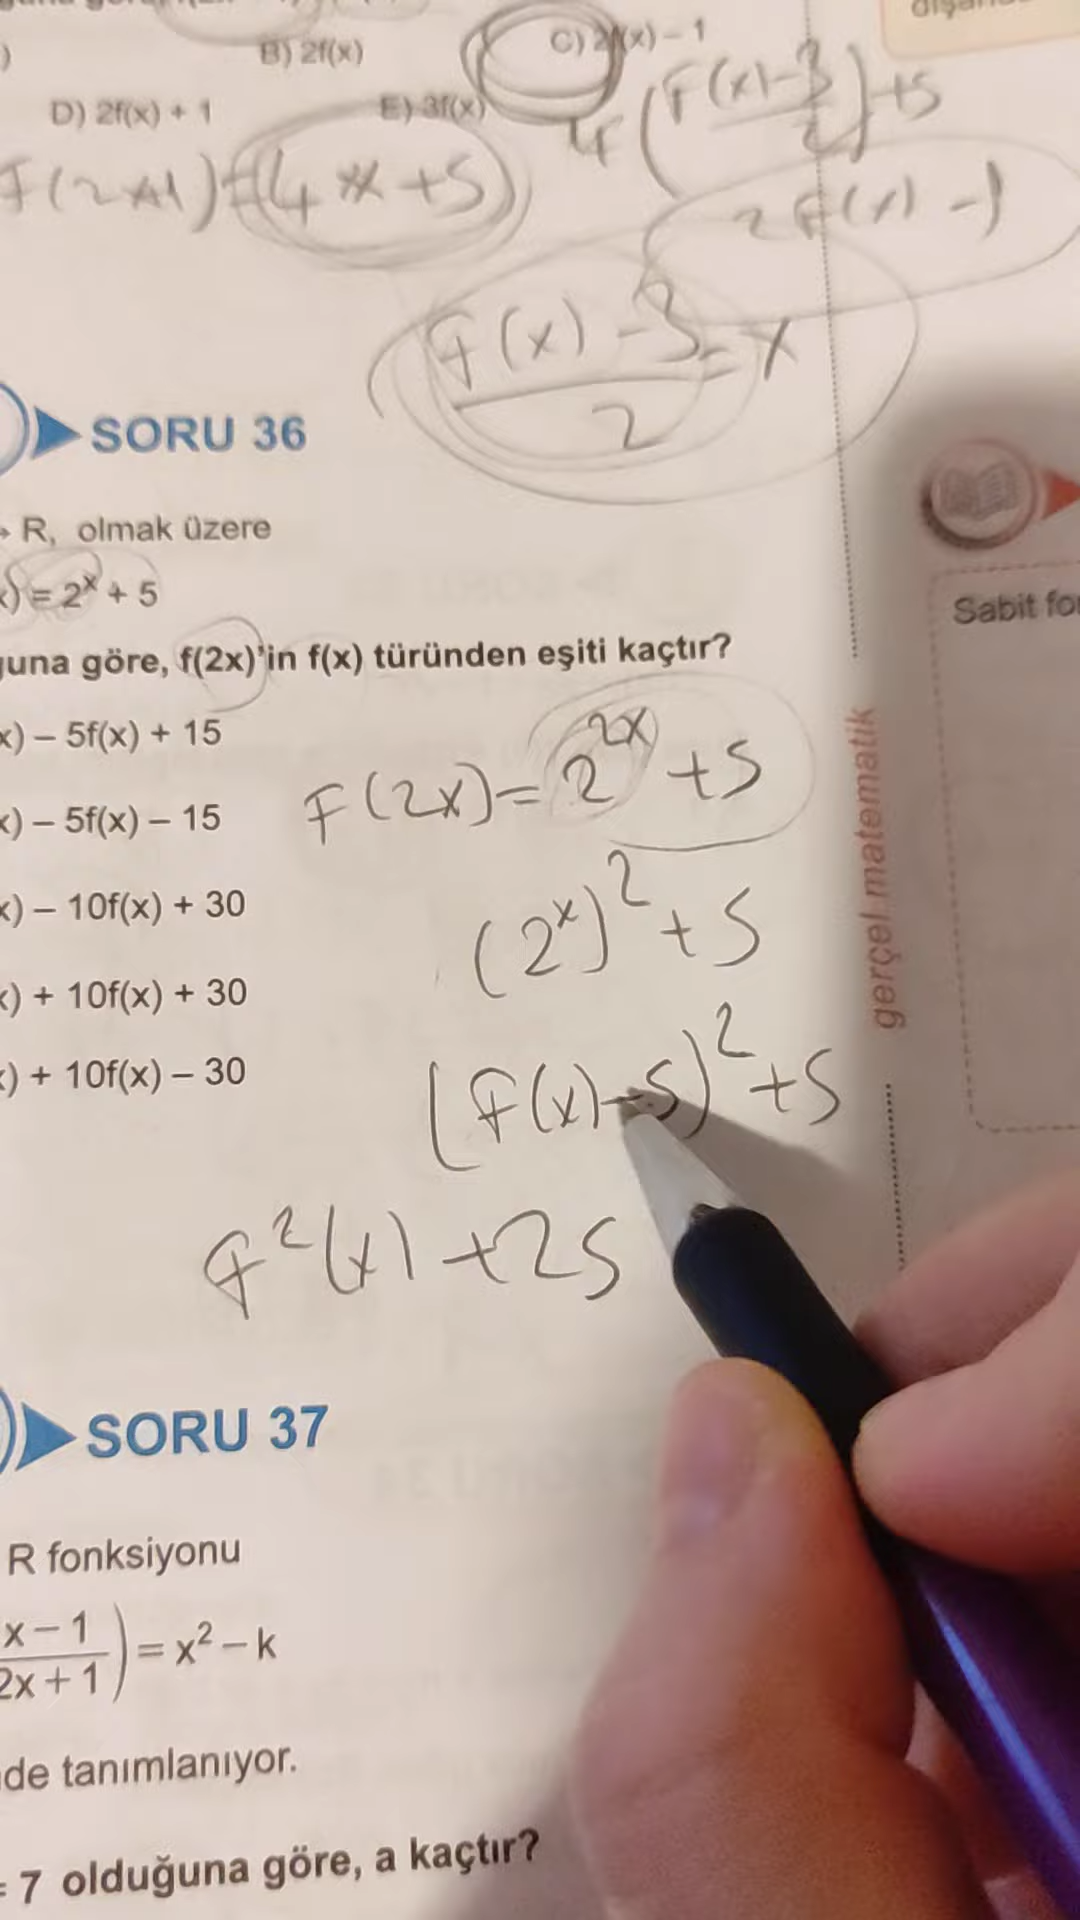 B) 2f(x)
C) 2f(x) – 1
D) 2f(x) + 1
E) 3f(x)
(F(x)-3
2)+5
F(2x+1)=(4x+5)
2F(x)-1
F(x)-3
2
=x
SORU 36
R, olmak üzere
x) = 2ˣ + 5
una göre, f(2x)'in f(x) türünden eşiti kaçtır?
x) – 5f(x) + 15
x) – 5f(x) – 15
x) – 10f(x) + 30
x) + 10f(x) + 30
) + 10f(x) – 30
F(2x)=2²ˣ+5
(2ˣ)²+5
(F(x)-5)²+5
F²(x)+25
gerçel matematik
Sabit fo
SORU 37
R fonksiyonu
x – 1
2x + 1
) = x² – k
de tanımlanıyor.
= 7 olduğuna göre, a kaçtır?